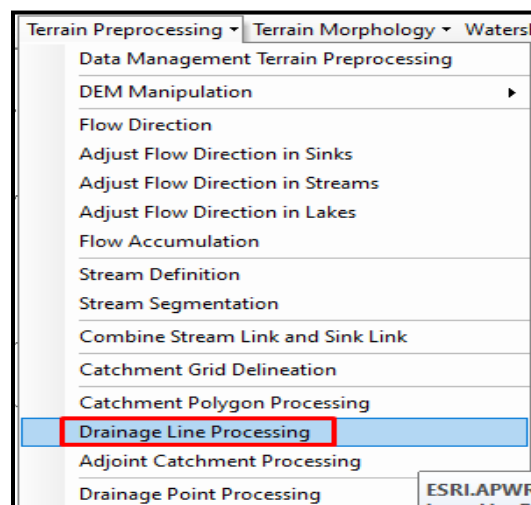 Terrain Preprocessing Terrain Morphology Waters
Data Management Terrain Preprocessing
DEM Manipulation
Flow Direction
Adjust Flow Direction in Sinks
Adjust Flow Direction in Streams
Adjust Flow Direction in Lakes
Flow Accumulation
Stream Definition
Stream Segmentation
Combine Stream Link and Sink Link
Catchment Grid Delineation
Catchment Polygon Processing
Drainage Line Processing
Adjoint Catchment Processing
Drainage Point Processing
ESRI.APWR